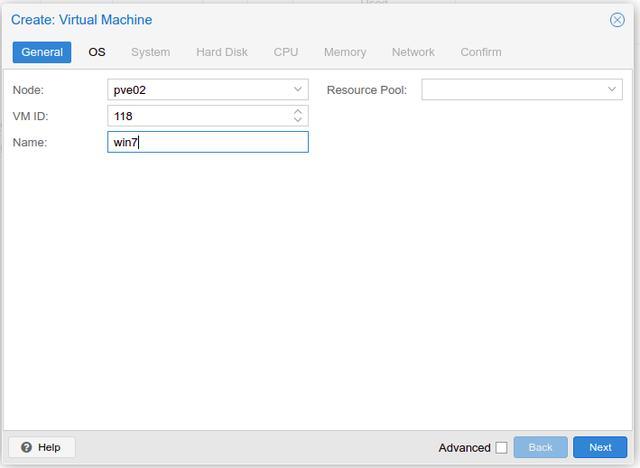 Used
Create: Virtual Machine
General OS System Hard Disk CPU Memory Network Confirm
Node: pve02 Resource Pool:
VM ID: 118
Name: win7
Help Advanced Back Next